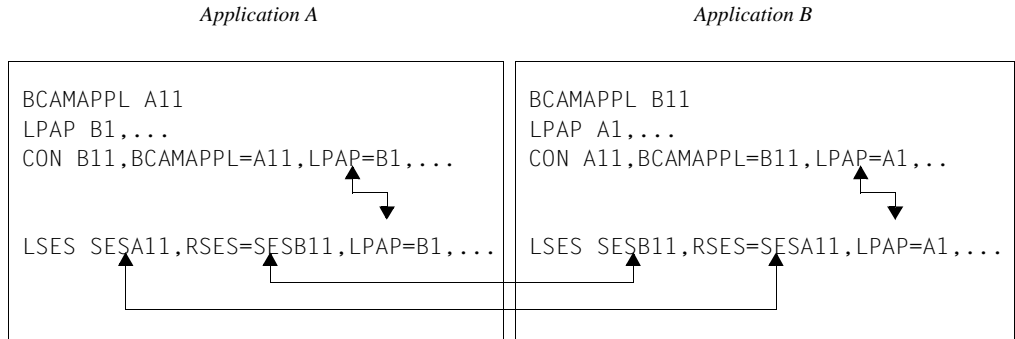 Application A
Application B
BCAMAPPL A11
LPAP B1,...
CON B11,BCAMAPPL=A11,LPAP=B1,...
LSES SESA11,RSES=SESB11,LPAP=B1,...
BCAMAPPL B11
LPAP A1,...
CON A11,BCAMAPPL=B11,LPAP=A1,..
LSES SESB11,RSES=SESA11,LPAP=A1,...